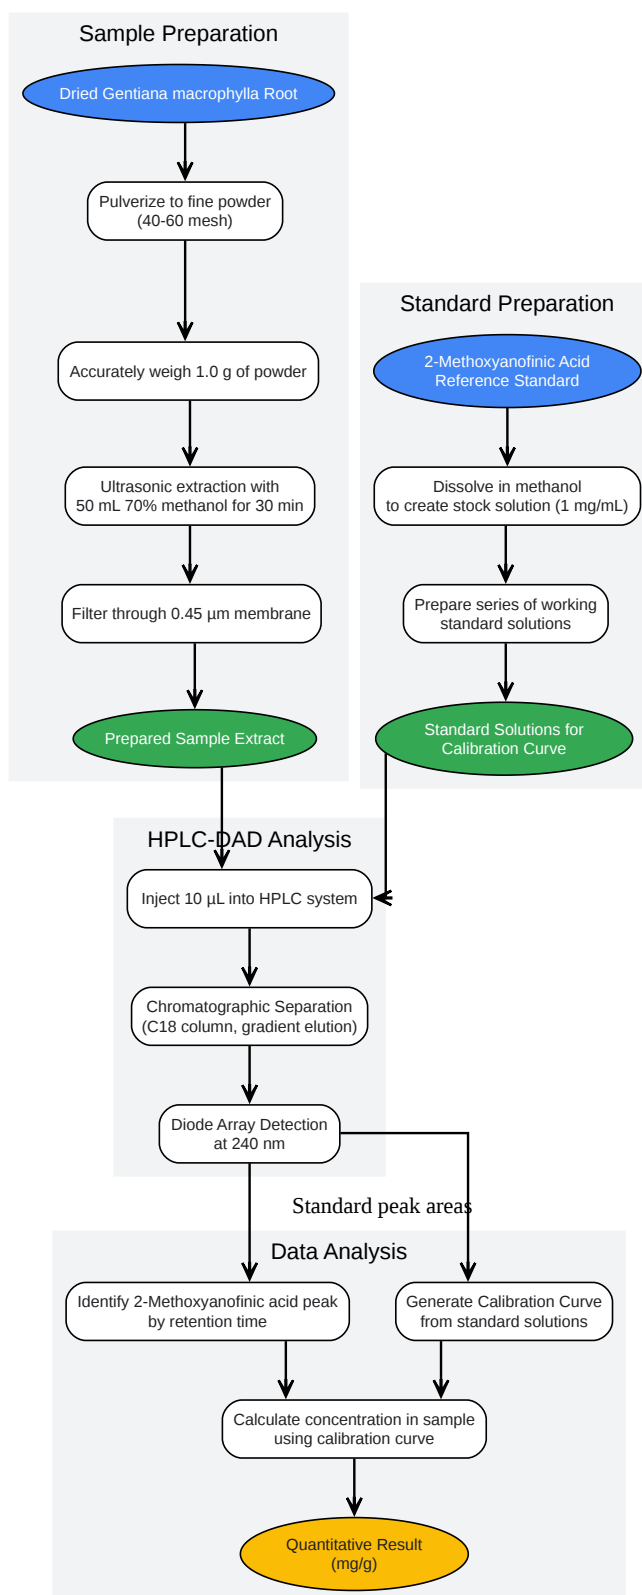 Sample Preparation
Dried Gentiana macrophylla Root
Pulverize to fine powder
(40-60 mesh)
Accurately weigh 1.0 g of powder
Ultrasonic extraction with
50 mL 70% methanol for 30 min
Filter through 0.45 µm membrane
Prepared Sample Extract
Standard Preparation
2-Methoxyanofinic Acid
Reference Standard
Dissolve in methanol
to create stock solution (1 mg/mL)
Prepare series of working
standard solutions
Standard Solutions for
Calibration Curve
HPLC-DAD Analysis
Inject 10 µL into HPLC system
Chromatographic Separation
(C18 column, gradient elution)
Diode Array Detection
at 240 nm
Standard peak areas
Data Analysis
Identify 2-Methoxyanofinic acid peak
by retention time
Generate Calibration Curve
from standard solutions
Calculate concentration in sample
using calibration curve
Quantitative Result
(mg/g)